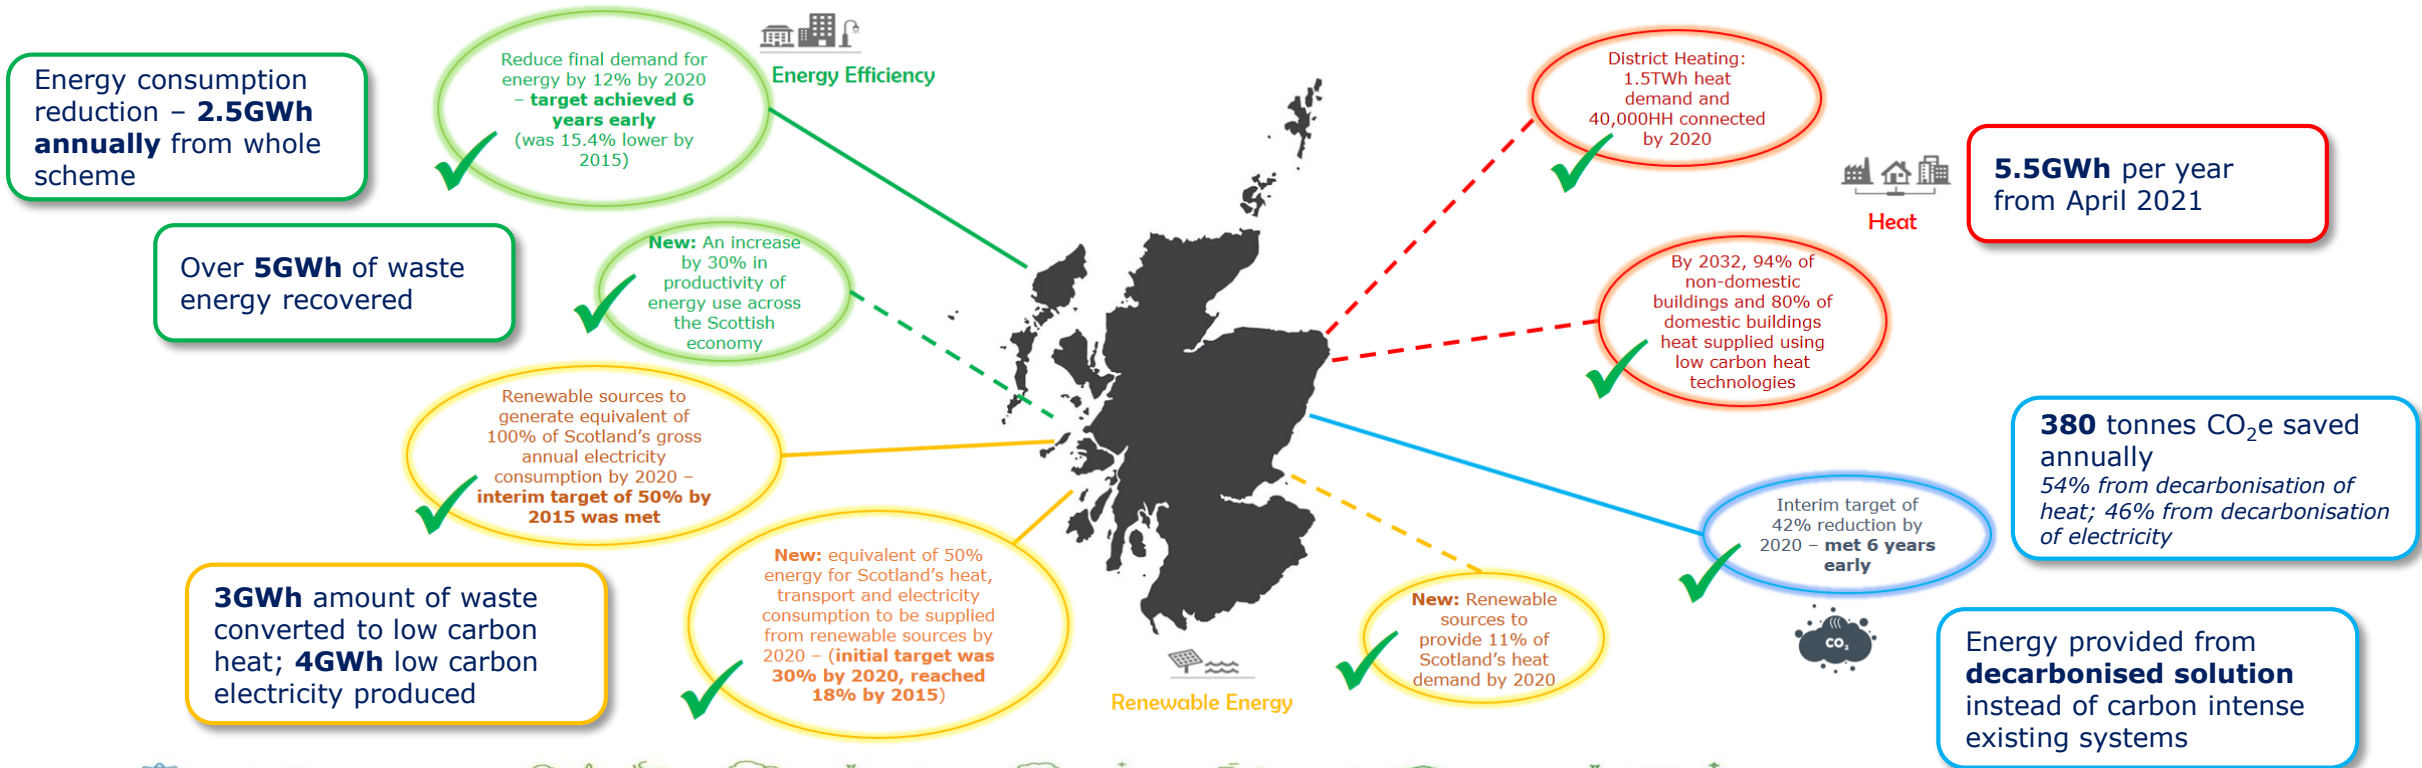 Energy consumption
reduction – 2.5GWh
annually from whole
scheme
Reduce final demand for
energy by 12% by 2020
– target achieved 6
years early
(was 15.4% lower by
2015)
Energy Efficiency
Over 5GWh of waste
energy recovered
New: An increase
by 30% in
productivity of
energy use across
the Scottish
economy
Renewable sources to
generate equivalent of
100% of Scotland's gross
annual electricity
consumption by 2020 –
interim target of 50% by
2015 was met
3GWh amount of waste
converted to low carbon
heat; 4GWh low carbon
electricity produced
New: equivalent of 50%
energy for Scotland's heat,
transport and electricity
consumption to be supplied
from renewable sources by
2020 – (initial target was
30% by 2020, reached
18% by 2015)
Renewable Energy
New: Renewable
sources to
provide 11% of
Scotland's heat
demand by 2020
District Heating:
1.5TWh heat
demand and
40,000HH connected
by 2020
Heat
5.5GWh per year
from April 2021
By 2032, 94% of
non-domestic
buildings and 80% of
domestic buildings
heat supplied using
low carbon heat
technologies
380 tonnes CO₂e saved
annually
54% from decarbonisation of
heat; 46% from decarbonisation
of electricity
Interim target of
42% reduction by
2020 – met 6 years
early
CO₂
Energy provided from
decarbonised solution
instead of carbon intense
existing systems